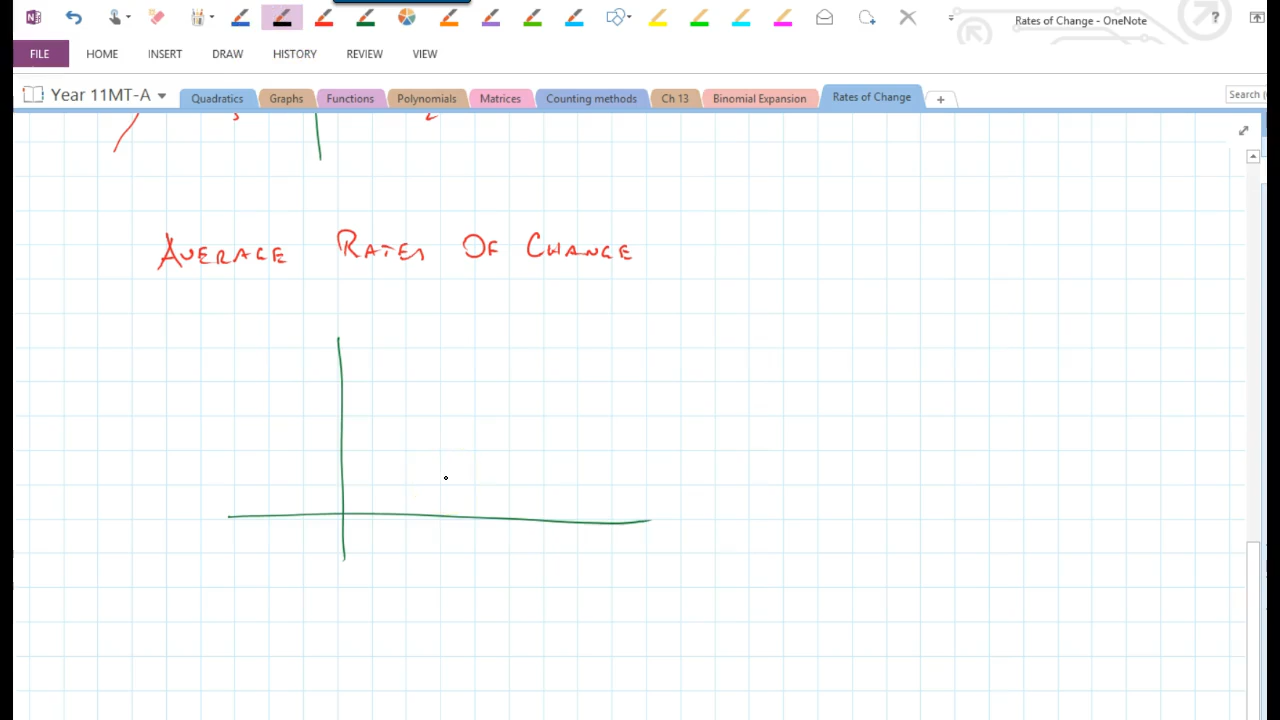 Rates of Change - OneNote
?
FILE HOME INSERT DRAW HISTORY REVIEW VIEW
Year 11MT-A Quadratics Graphs Functions Polynomials Matrices Counting methods Ch 13 Binomial Expansion Rates of Change + Search (
AVERAGE RATES OF CHANGE